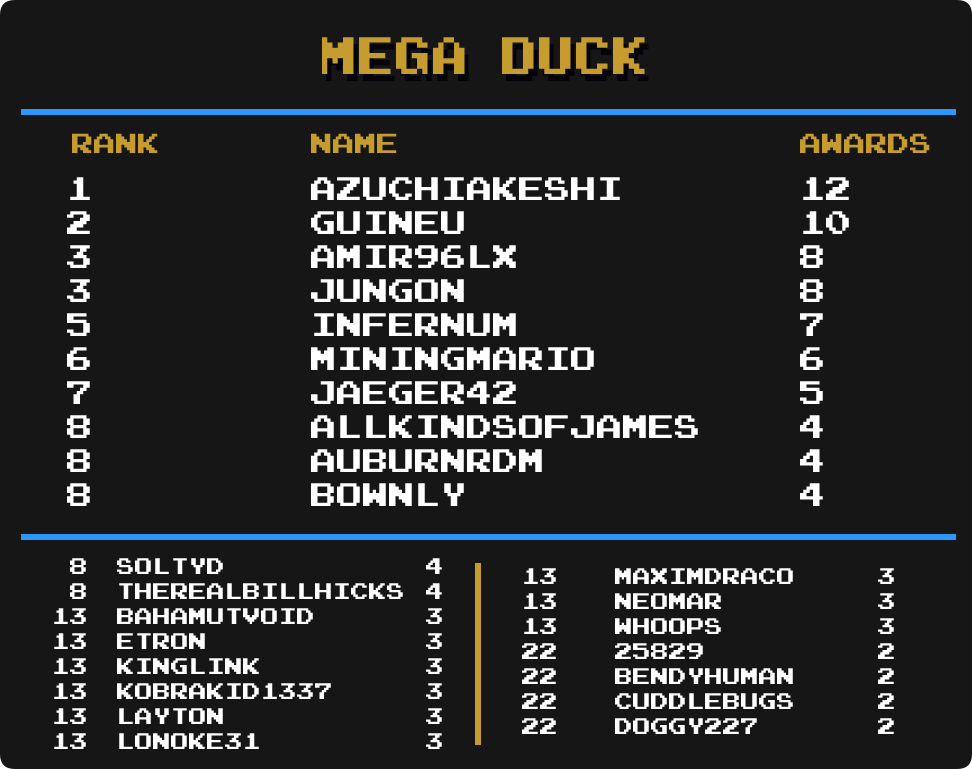 MEGA DUCK
RANK NAME AWARDS
1 AZUCHIAKESHI 12
2 GUINEU 10
3 AMIR96LX 8
3 JUNGON 8
5 INFERNUM 7
6 MININGMARIO 6
7 JAEGER42 5
8 ALLKINDSOFJAMES 4
8 AUBURNRDM 4
8 BOWNLY 4
8 SOLTYD 4
8 THEREALBILLHICKS 4
13 BAHAMUTVOID 3
13 ETRON 3
13 KINGLINK 3
13 KOBRAKID1337 3
13 LAYTON 3
13 LONOKE31 3
13 MAXIMDRACO 3
13 NEOMAR 3
13 WHOOPS 3
22 25829 2
22 BENDYHUMAN 2
22 CUDDLEBUGS 2
22 DOGGY227 2